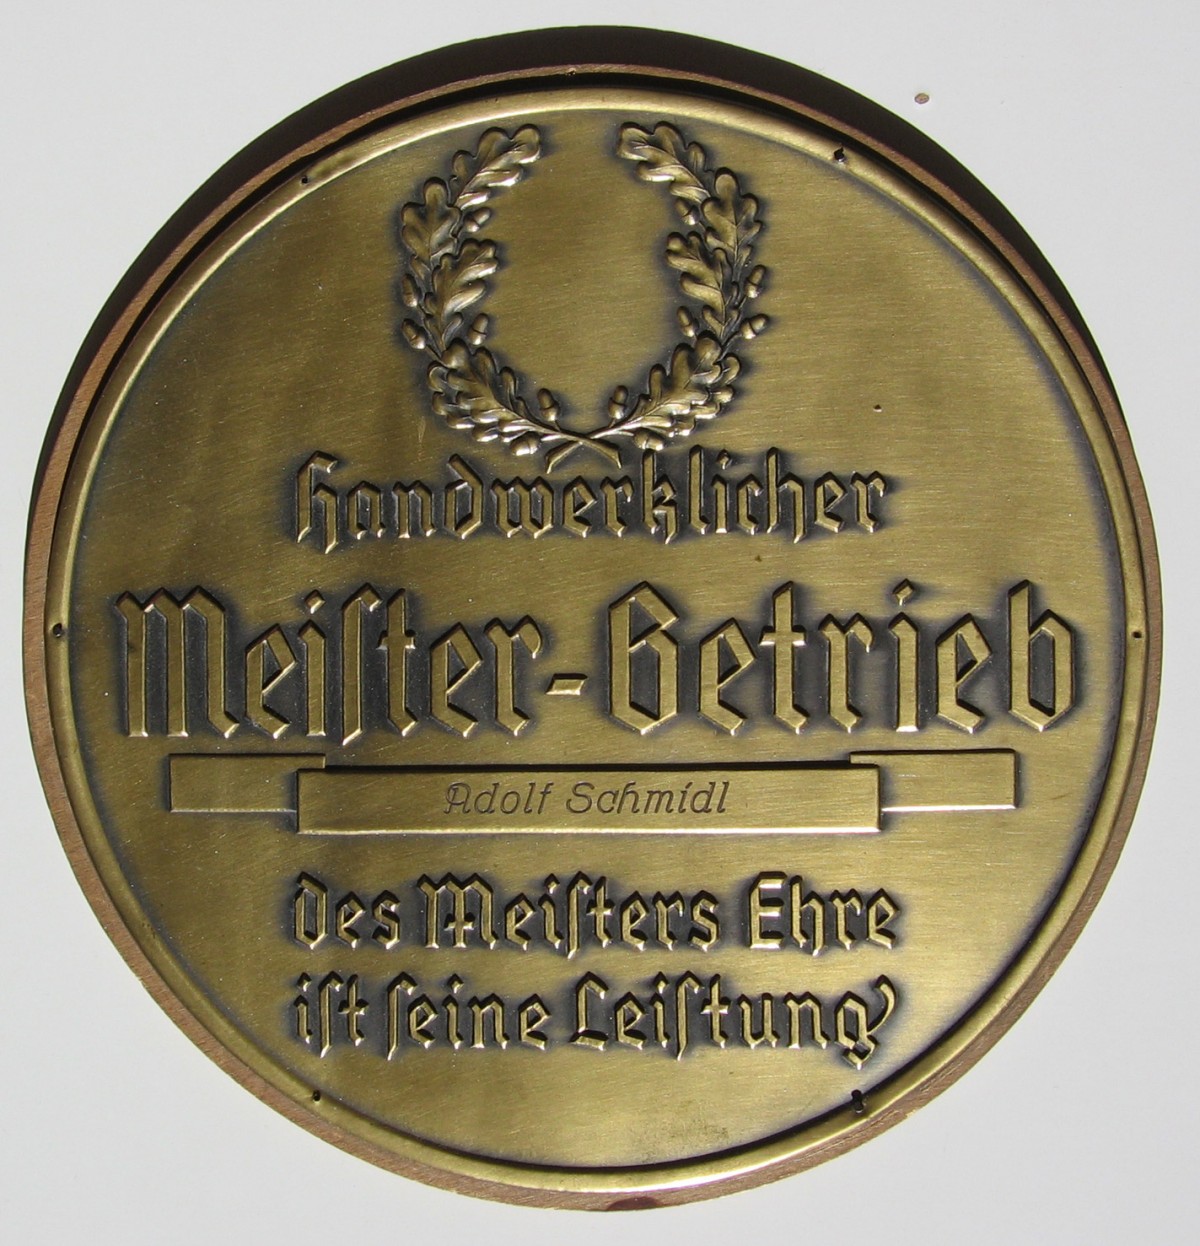 Handwerklicher
Meiſter-Betrieb
Adolf Schmidl
des Meiſters Ehre
iſt ſeine Leiſtung